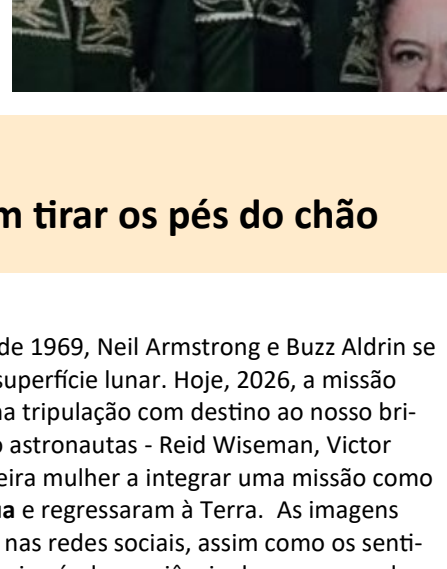 m tirar os pés do chão
de 1969, Neil Armstrong e Buzz Aldrin se
superfície lunar. Hoje, 2026, a missão
a tripulação com destino ao nosso bri-
astronautas - Reid Wiseman, Victor
eira mulher a integrar uma missão como
a e regressaram à Terra.  As imagens
nas redes sociais, assim como os senti-